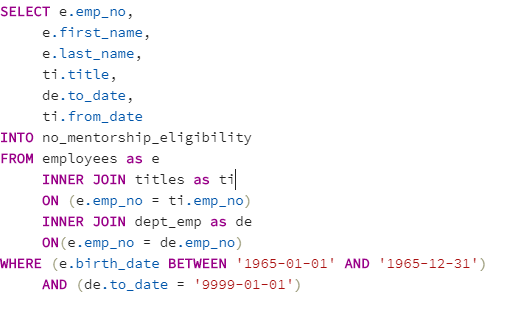 SELECT e.emp_no,
e.first_name,
e.last_name,
ti.title,
de.to_date,
ti.from_date
INTO no_mentorship_eligibility
FROM employees as e
INNER JOIN titles as ti
ON (e.emp_no = ti.emp_no)
INNER JOIN dept_emp as de
ON(e.emp_no = de.emp_no)
WHERE (e.birth_date BETWEEN '1965-01-01' AND '1965-12-31')
AND (de.to_date = '9999-01-01')